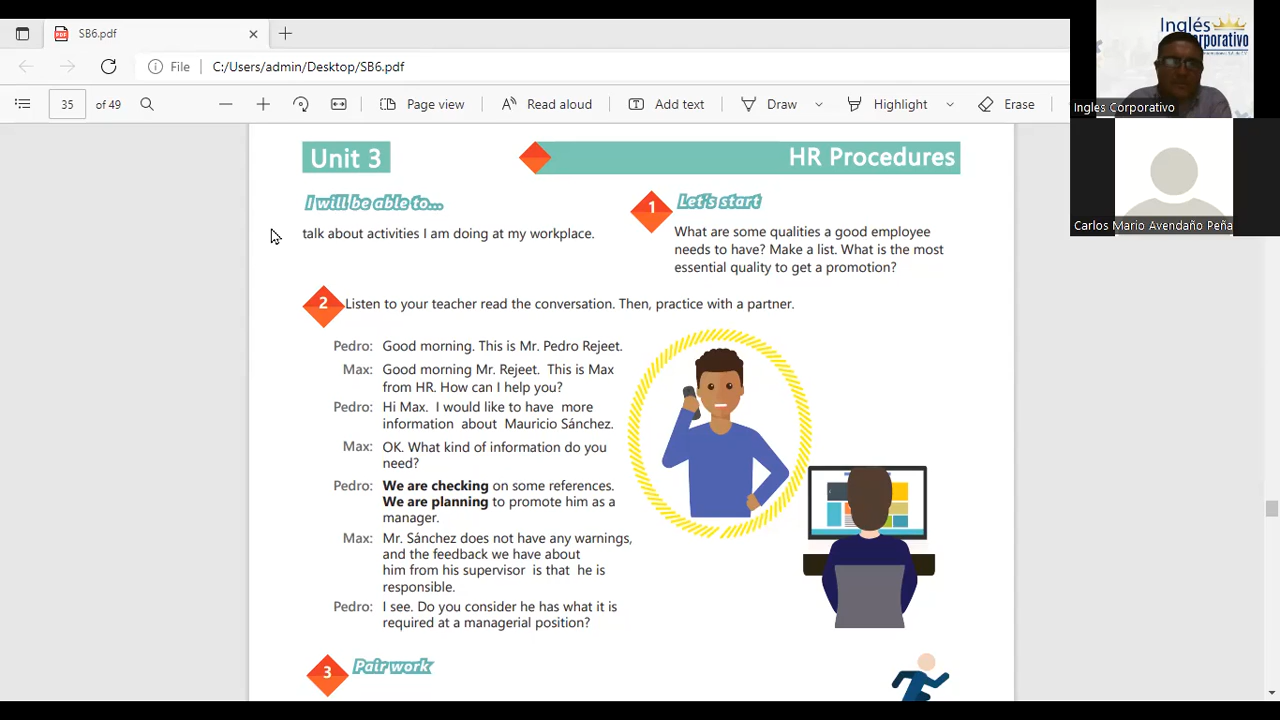 SB6.pdf
File
C:/Users/admin/Desktop/SB6.pdf
35 of 49
Page view
Read aloud
Add text
Draw
Highlight
Erase
Unit 3
HR Procedures
I will be able to...
talk about activities I am doing at my workplace.
1
Let's start
What are some qualities a good employee
needs to have? Make a list. What is the most
essential quality to get a promotion?
2
Listen to your teacher read the conversation. Then, practice with a partner.
Pedro: Good morning. This is Mr. Pedro Rejeet.
Max: Good morning Mr. Rejeet. This is Max
from HR. How can I help you?
Pedro: Hi Max. I would like to have more
information about Mauricio Sánchez.
Max: OK. What kind of information do you
need?
Pedro: We are checking on some references.
We are planning to promote him as a
manager.
Max: Mr. Sánchez does not have any warnings,
and the feedback we have about
him from his supervisor is that he is
responsible.
Pedro: I see. Do you consider he has what it is
required at a managerial position?
3
Pair work
Inglés
Corporativo
Ingles Corporativo
Carlos Mario Avendaño Peña